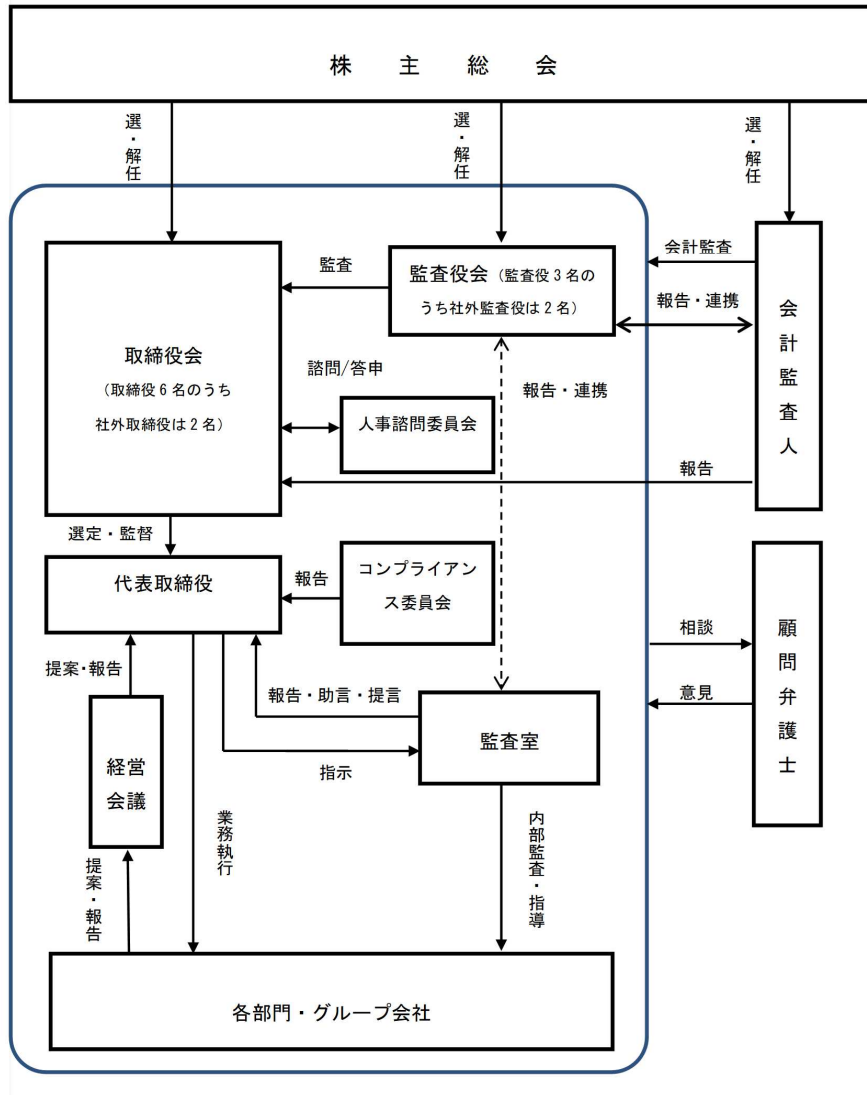 株主総会
選・解任
選・解任
選・解任
会計監査
監査
監査役会（監査役3名の
うち社外監査役は2名）
報告・連携
会計監査人
取締役会
（取締役6名のうち
社外取締役は2名）
諮問/答申
報告・連携
人事諮問委員会
報告
選定・監督
代表取締役
報告
コンプライアン
ス委員会
相談
意見
顧問弁護士
提案・報告
報告・助言・提言
監査室
指示
経営
会議
業務執行
内部監査・指導
提案・報告
各部門・グループ会社